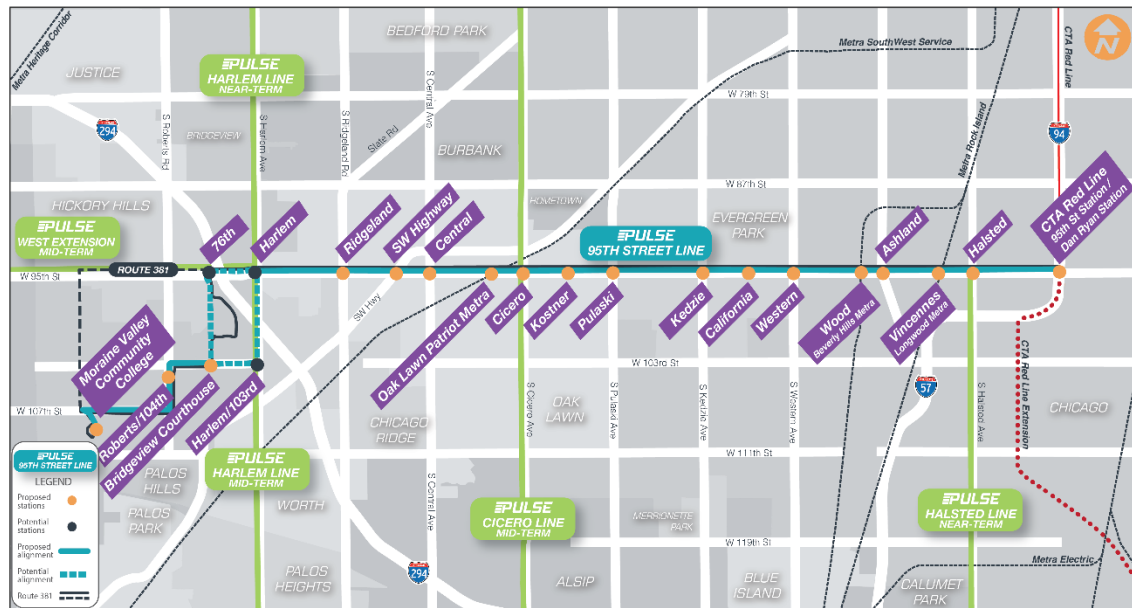 Metra Heritage Corridor
JUSTICE
BEDFORD PARK
Metra SouthWest Service
CTA Red Line
N
PULSE
HARLEM LINE
NEAR-TERM
S Roberts Rd
S Harlem Ave
S Ridgeland Rd
S Central Ave
State Rd
W 79th St
INTERSTATE
294
BRIDGEVIEW
BURBANK
Metra Rock Island
94
HICKORY HILLS
HOMETOWN
W 87th St
EVERGREEN
PARK
PULSE
WEST EXTENSION
MID-TERM
76th
Harlem
Ridgeland
SW Highway
Central
PULSE
95TH STREET LINE
Ashland
Halsted
CTA Red Line
95th St Station /
Dan Ryan Station
ROUTE 381
W 95th St
SW Hwy
Moraine Valley
Community
College
Roberts/104th
Bridgeview Courthouse
Harlem/103rd
Oak Lawn Patriot Metra
Cicero
Kostner
Pulaski
Kedzie
California
Western
Wood
Beverly Hills Metra
Vincennes
Longwood Metra
W 103rd St
CTA Red Line Extension
W 107th St
CHICAGO
RIDGE
S Cicero Ave
OAK
LAWN
S Pulaski Ave
S Kedzie Ave
S Western Ave
57
S Halsted Ave
CHICAGO
W 111th St
PALOS
HILLS
PALOS
PARK
PULSE
HARLEM LINE
MID-TERM
WORTH
S Central Ave
PULSE
CICERO LINE
MID-TERM
MERRIONETTE
PARK
PULSE
HALSTED LINE
NEAR-TERM
W 119th St
Metra Electric
PALOS
HEIGHTS
294
ALSIP
BLUE
ISLAND
CALUMET
PARK
PULSE
95TH STREET LINE
LEGEND
Proposed
stations
Potential
stations
Proposed
alignment
Potential
alignment
Route 381